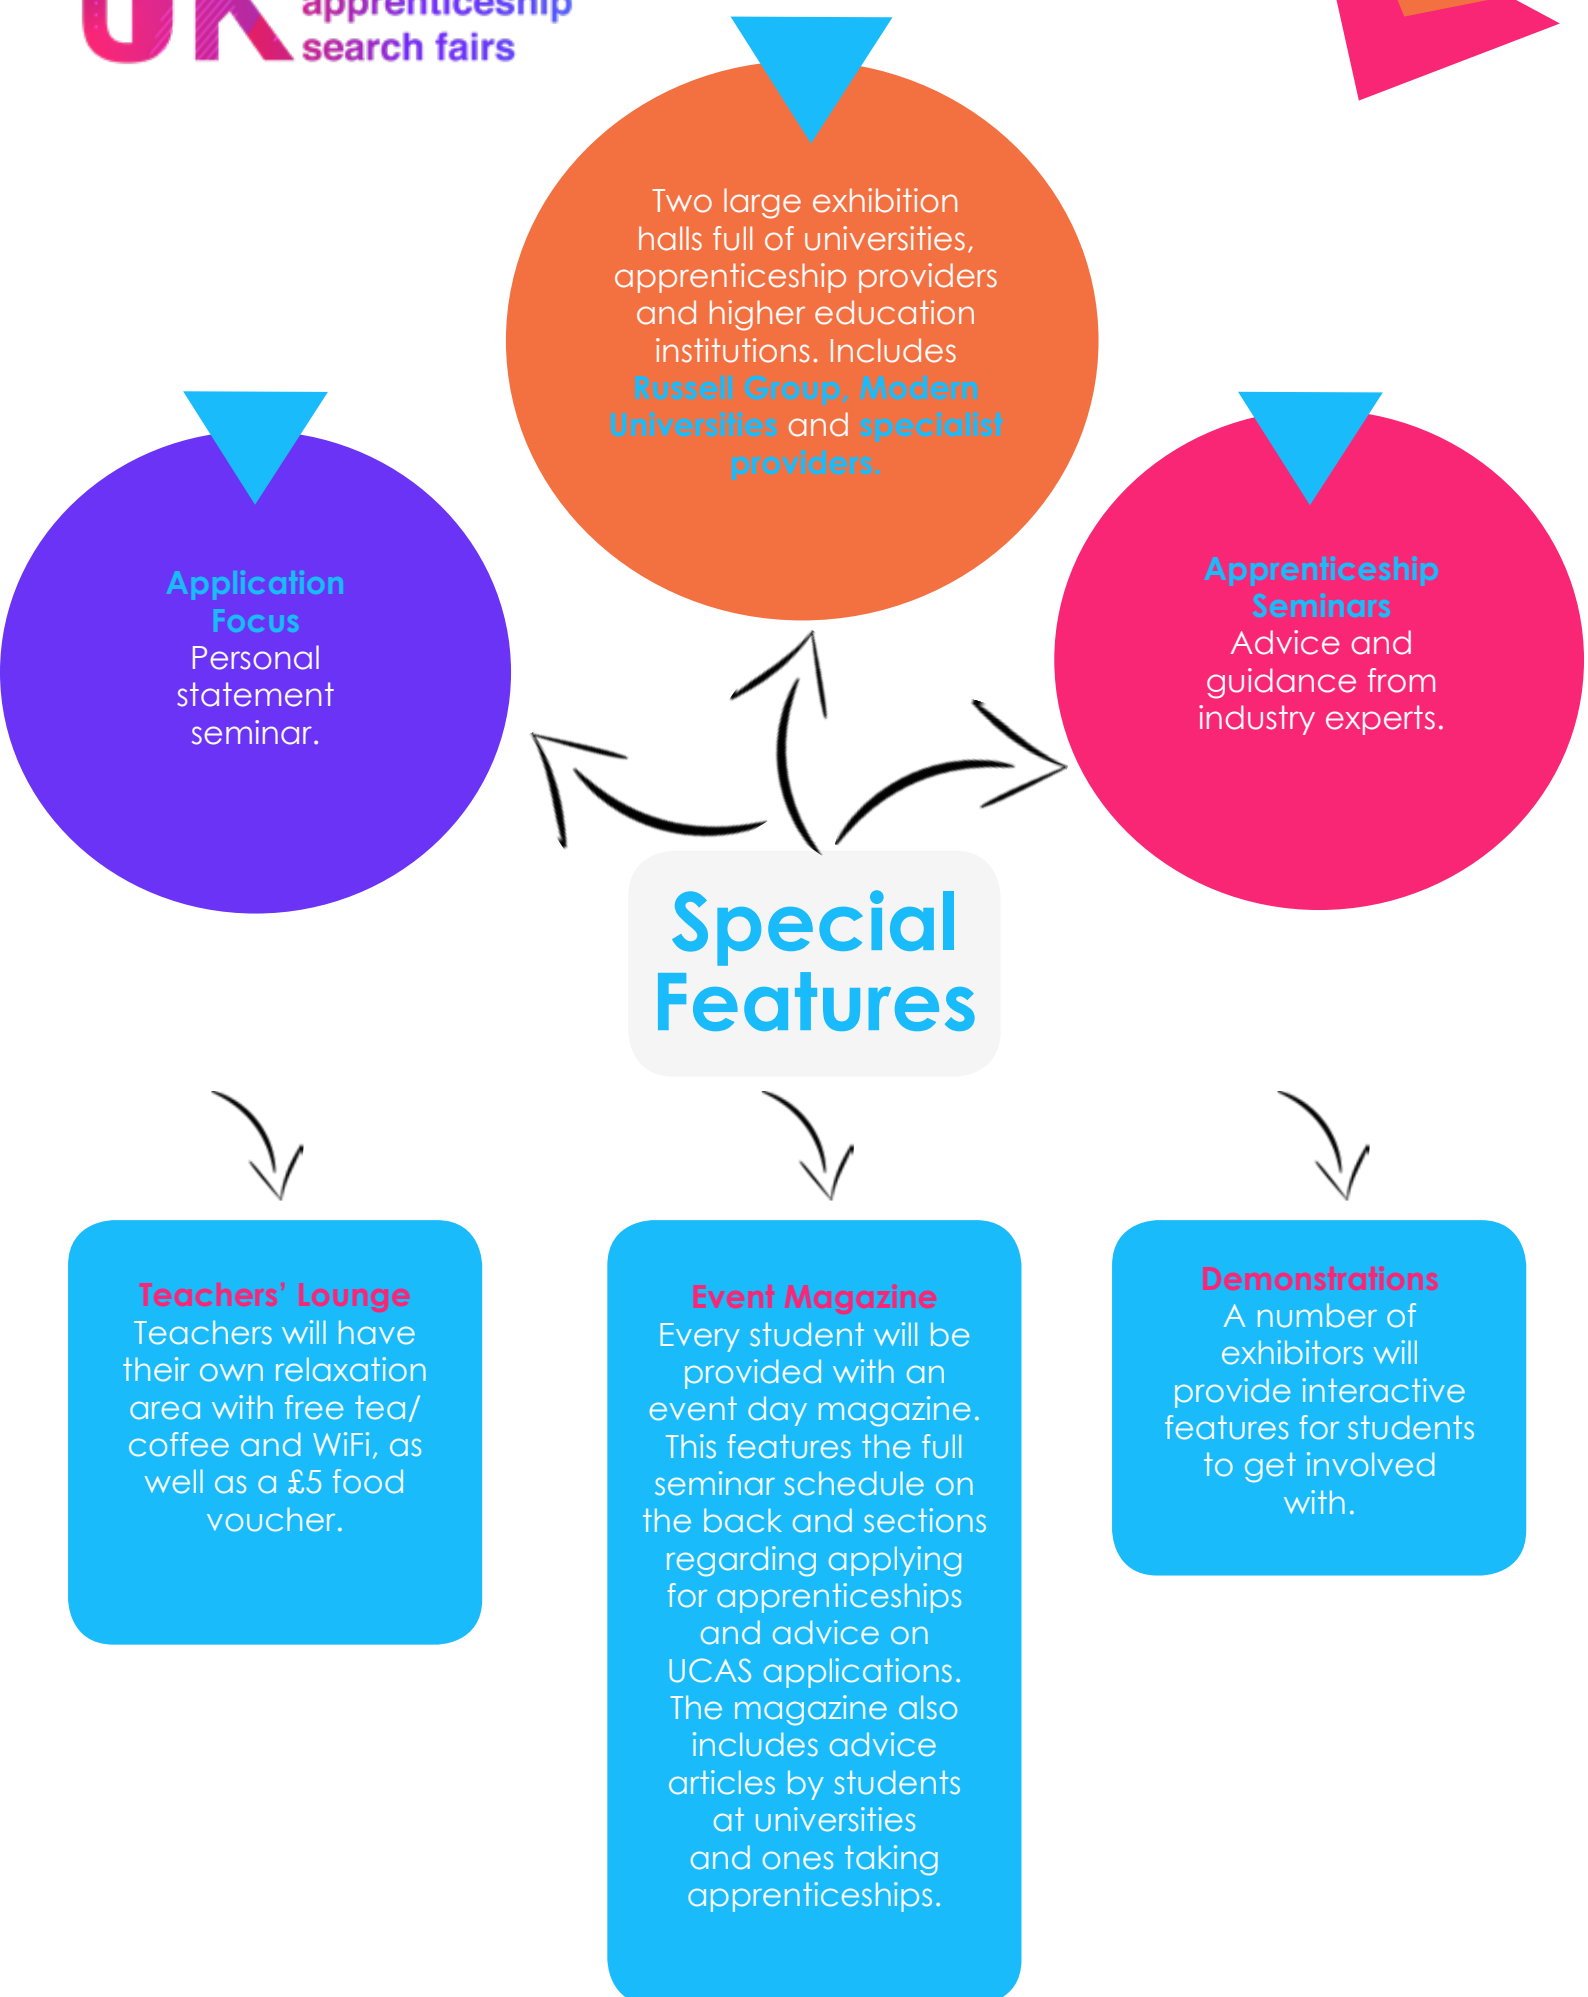 UK
apprenticeship
search fairs
Two large exhibition
halls full of universities,
apprenticeship providers
and higher education
institutions. Includes
Russell Group, Modern
Universities and specialist
providers.
Application
Focus
Personal
statement
seminar.
Apprenticeship
Seminars
Advice and
guidance from
industry experts.
Special
Features
Teachers’ Lounge
Teachers will have
their own relaxation
area with free tea/
coffee and WiFi, as
well as a £5 food
voucher.
Event Magazine
Every student will be
provided with an
event day magazine.
This features the full
seminar schedule on
the back and sections
regarding applying
for apprenticeships
and advice on
UCAS applications.
The magazine also
includes advice
articles by students
at universities
and ones taking
apprenticeships.
Demonstrations
A number of
exhibitors will
provide interactive
features for students
to get involved
with.